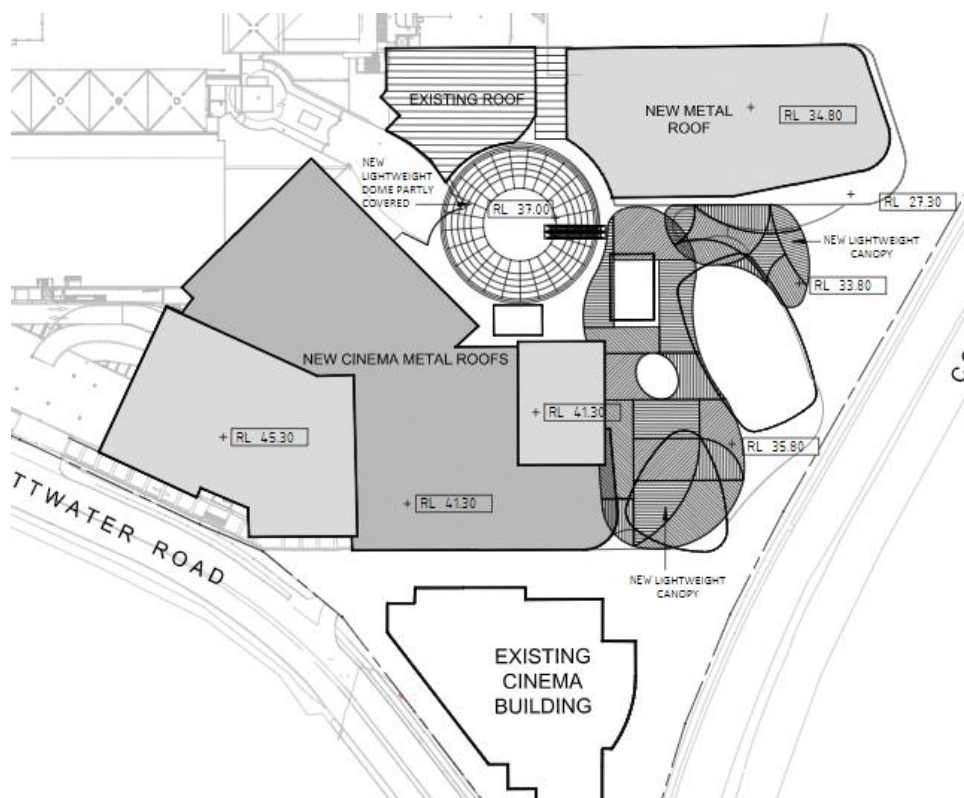 EXISTING ROOF
NEW METAL
ROOF
RL 34.80
NEW
LIGHTWEIGHT
DOME PARTLY
COVERED
RL 37.00
RL 27.30
NEW LIGHTWEIGHT
CANOPY
RL 33.80
NEW CINEMA METAL ROOFS
RL 41.30
RL 45.30
RL 35.80
RL 41.30
TTWATER ROAD
NEW LIGHTWEIGHT
CANOPY
EXISTING
CINEMA
BUILDING